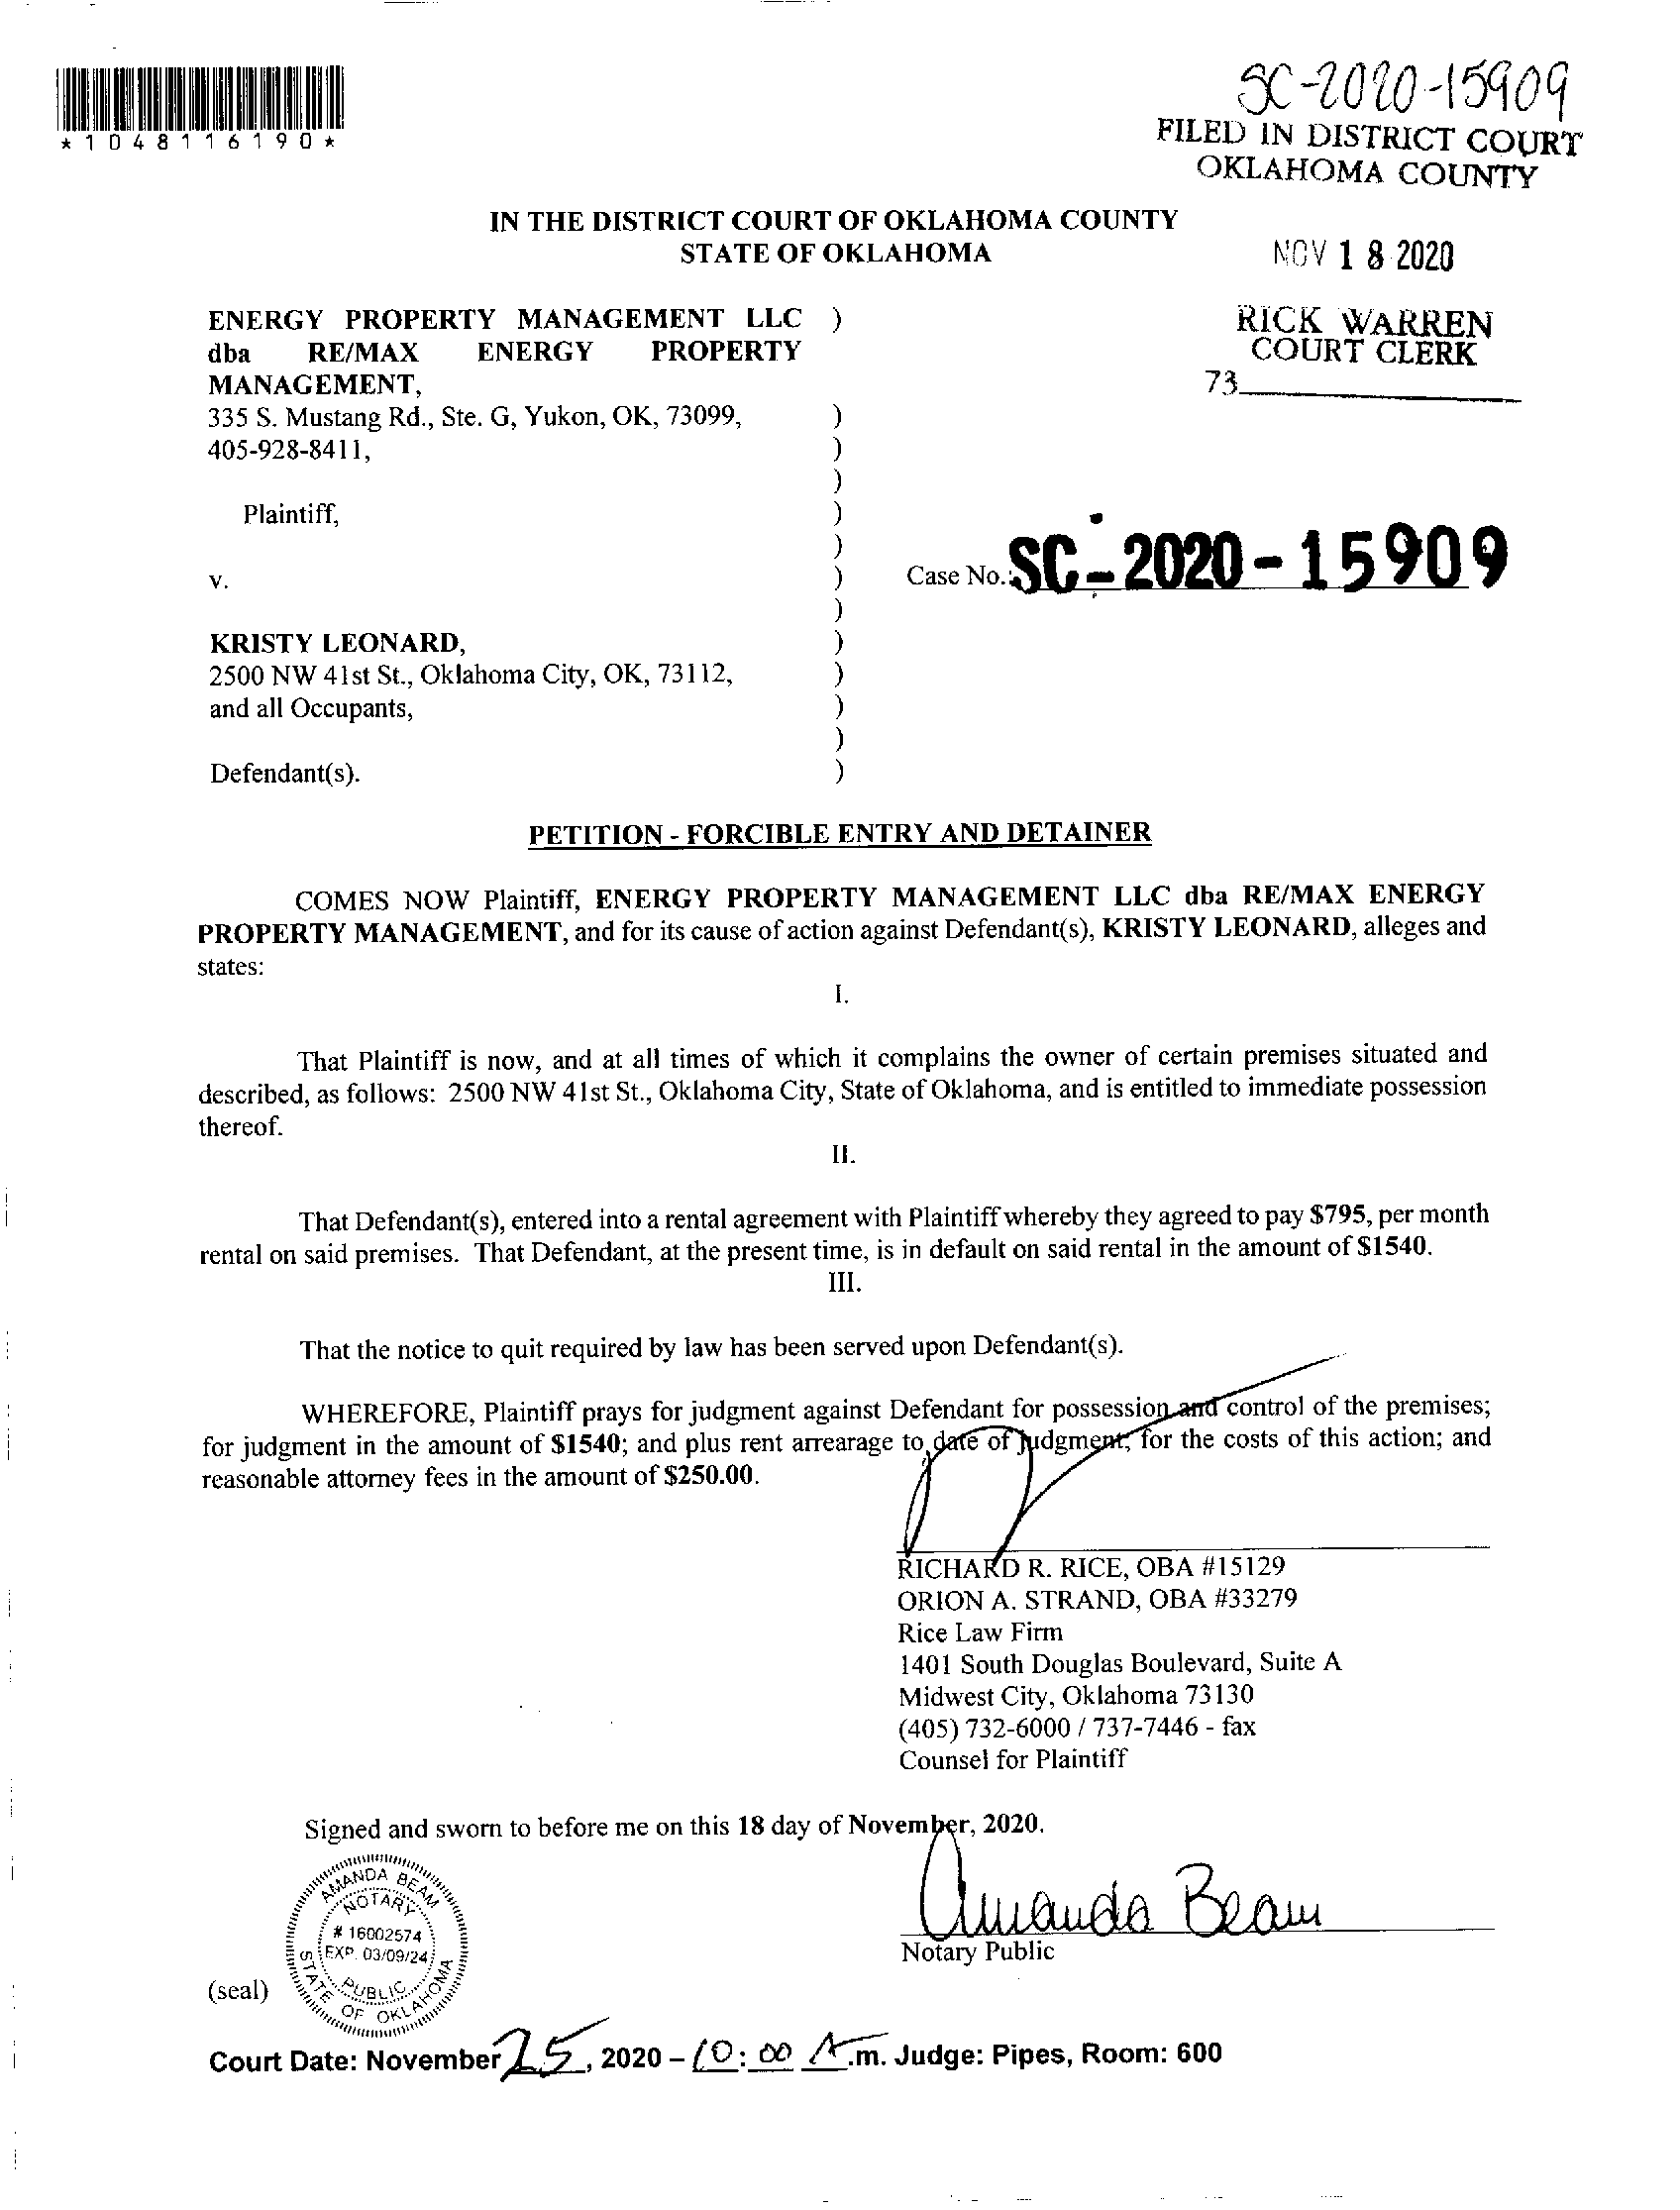 SC-2020-15909
*1048116190*
FILED IN DISTRICT COURT
OKLAHOMA COUNTY
IN THE DISTRICT COURT OF OKLAHOMA COUNTY
STATE OF OKLAHOMA
NOV 18 2020
ENERGY PROPERTY MANAGEMENT LLC )
dba RE/MAX ENERGY PROPERTY
MANAGEMENT,
335 S. Mustang Rd., Ste. G, Yukon, OK, 73099, )
405-928-8411, )
)
Plaintiff, )
)
v. )
)
KRISTY LEONARD, )
2500 NW 41st St., Oklahoma City, OK, 73112, )
and all Occupants, )
)
Defendant(s). )
RICK WARREN
COURT CLERK
73
Case No.: SC-2020-15909
PETITION - FORCIBLE ENTRY AND DETAINER
COMES NOW Plaintiff, ENERGY PROPERTY MANAGEMENT LLC dba RE/MAX ENERGY
PROPERTY MANAGEMENT, and for its cause of action against Defendant(s), KRISTY LEONARD, alleges and
states:
I.
That Plaintiff is now, and at all times of which it complains the owner of certain premises situated and
described, as follows: 2500 NW 41st St., Oklahoma City, State of Oklahoma, and is entitled to immediate possession
thereof.
II.
That Defendant(s), entered into a rental agreement with Plaintiff whereby they agreed to pay $795, per month
rental on said premises. That Defendant, at the present time, is in default on said rental in the amount of $1540.
III.
That the notice to quit required by law has been served upon Defendant(s).
WHEREFORE, Plaintiff prays for judgment against Defendant for possession and control of the premises;
for judgment in the amount of $1540; and plus rent arrearage to date of judgment, for the costs of this action; and
reasonable attorney fees in the amount of $250.00.
RICHARD R. RICE, OBA #15129
ORION A. STRAND, OBA #33279
Rice Law Firm
1401 South Douglas Boulevard, Suite A
Midwest City, Oklahoma 73130
(405) 732-6000 / 737-7446 - fax
Counsel for Plaintiff
Signed and sworn to before me on this 18 day of November, 2020.
AMANDA BEAM
NOTARY
# 16002574
EXP. 03/09/24
PUBLIC
STATE OF OKLAHOMA
Amanda Beam
Notary Public
(seal)
Court Date: November 25, 2020 – 10:00 A.m. Judge: Pipes, Room: 600